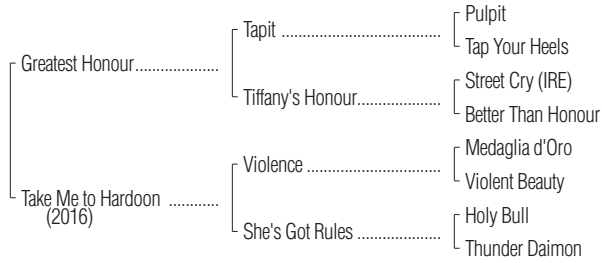 Pulpit
Tapit
Tap Your Heels
Greatest Honour
Street Cry (IRE)
Tiffany's Honour
Better Than Honour
Medaglia d'Oro
Violence
Violent Beauty
Take Me to Hardoon
(2016)
Holy Bull
She's Got Rules
Thunder Daimon